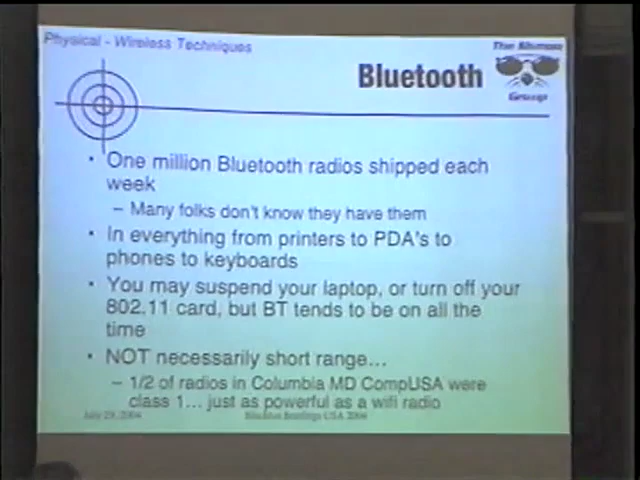 Physical - Wireless Techniques
The Shmoo
Group
Bluetooth
• One million Bluetooth radios shipped each
week
– Many folks don't know they have them
• In everything from printers to PDA's to
phones to keyboards
• You may suspend your laptop, or turn off your
802.11 card, but BT tends to be on all the
time
• NOT necessarily short range...
– 1/2 of radios in Columbia MD CompUSA were
class 1... just as powerful as a wifi radio
July 29, 2004
Blackhat Briefings USA 2004